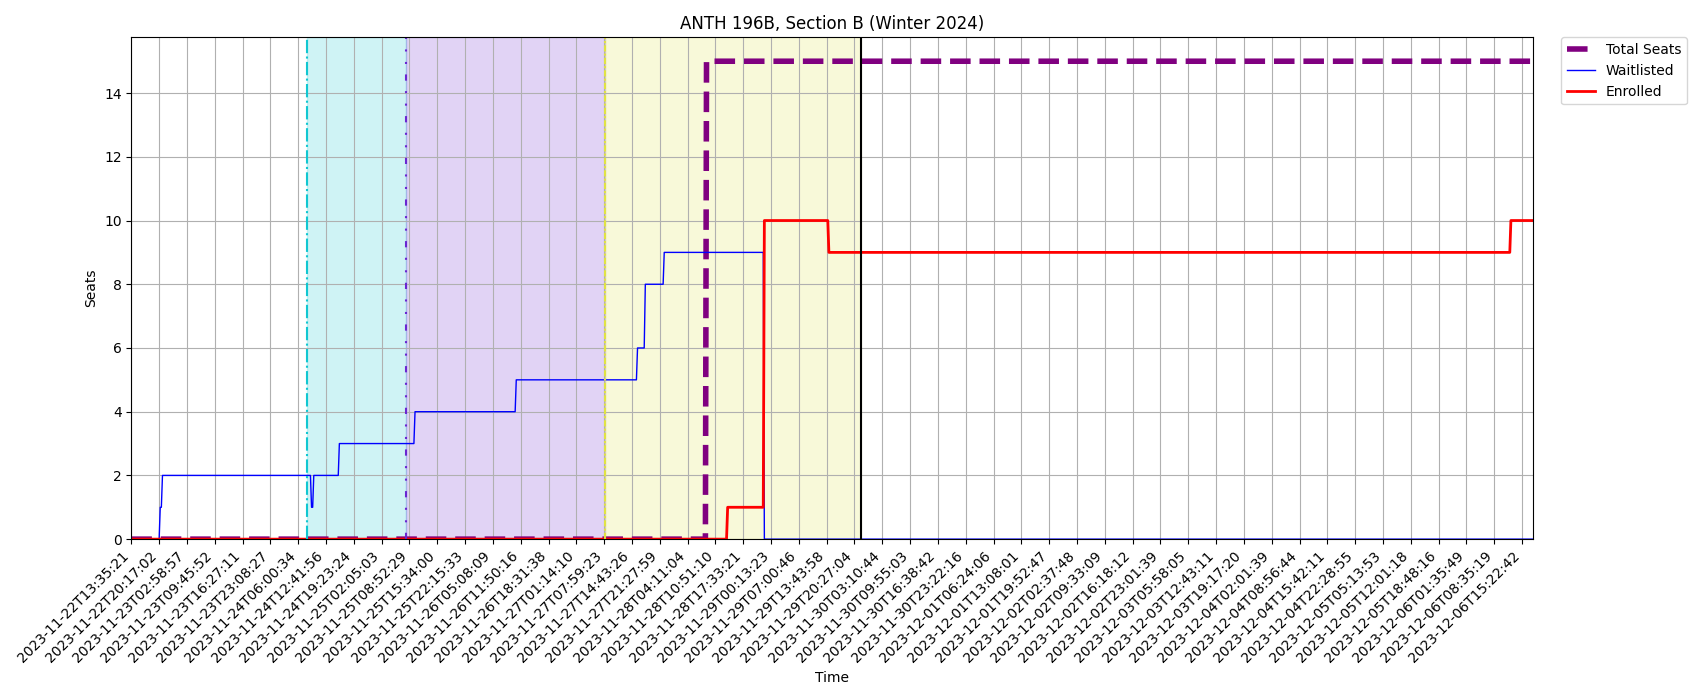 ANTH 196B, Section B (Winter 2024)
Total Seats
Waitlisted
Enrolled
Seats
14
12
10
8
6
4
2
0
2023-11-22T13:35:21
2023-11-22T20:17:02
2023-11-23T02:58:57
2023-11-23T09:45:52
2023-11-23T16:27:11
2023-11-23T23:08:27
2023-11-24T06:00:34
2023-11-24T12:41:56
2023-11-24T19:23:24
2023-11-25T02:05:03
2023-11-25T08:52:29
2023-11-25T15:34:00
2023-11-25T22:15:33
2023-11-26T05:08:09
2023-11-26T11:50:16
2023-11-26T18:31:38
2023-11-27T01:14:10
2023-11-27T07:59:23
2023-11-27T14:43:26
2023-11-27T21:27:59
2023-11-28T04:11:04
2023-11-28T10:51:10
2023-11-28T17:33:21
2023-11-29T00:13:23
2023-11-29T07:00:46
2023-11-29T13:43:58
2023-11-29T20:27:04
2023-11-30T03:10:44
2023-11-30T09:55:03
2023-11-30T16:38:42
2023-11-30T23:22:16
2023-12-01T06:24:06
2023-12-01T13:08:01
2023-12-01T19:52:47
2023-12-02T02:37:48
2023-12-02T09:33:09
2023-12-02T16:18:12
2023-12-02T23:01:39
2023-12-03T05:58:05
2023-12-03T12:43:11
2023-12-03T19:17:20
2023-12-04T02:01:39
2023-12-04T08:56:44
2023-12-04T15:42:11
2023-12-04T22:28:55
2023-12-05T05:13:53
2023-12-05T12:01:18
2023-12-05T18:48:16
2023-12-06T01:35:49
2023-12-06T08:35:19
2023-12-06T15:22:42
Time